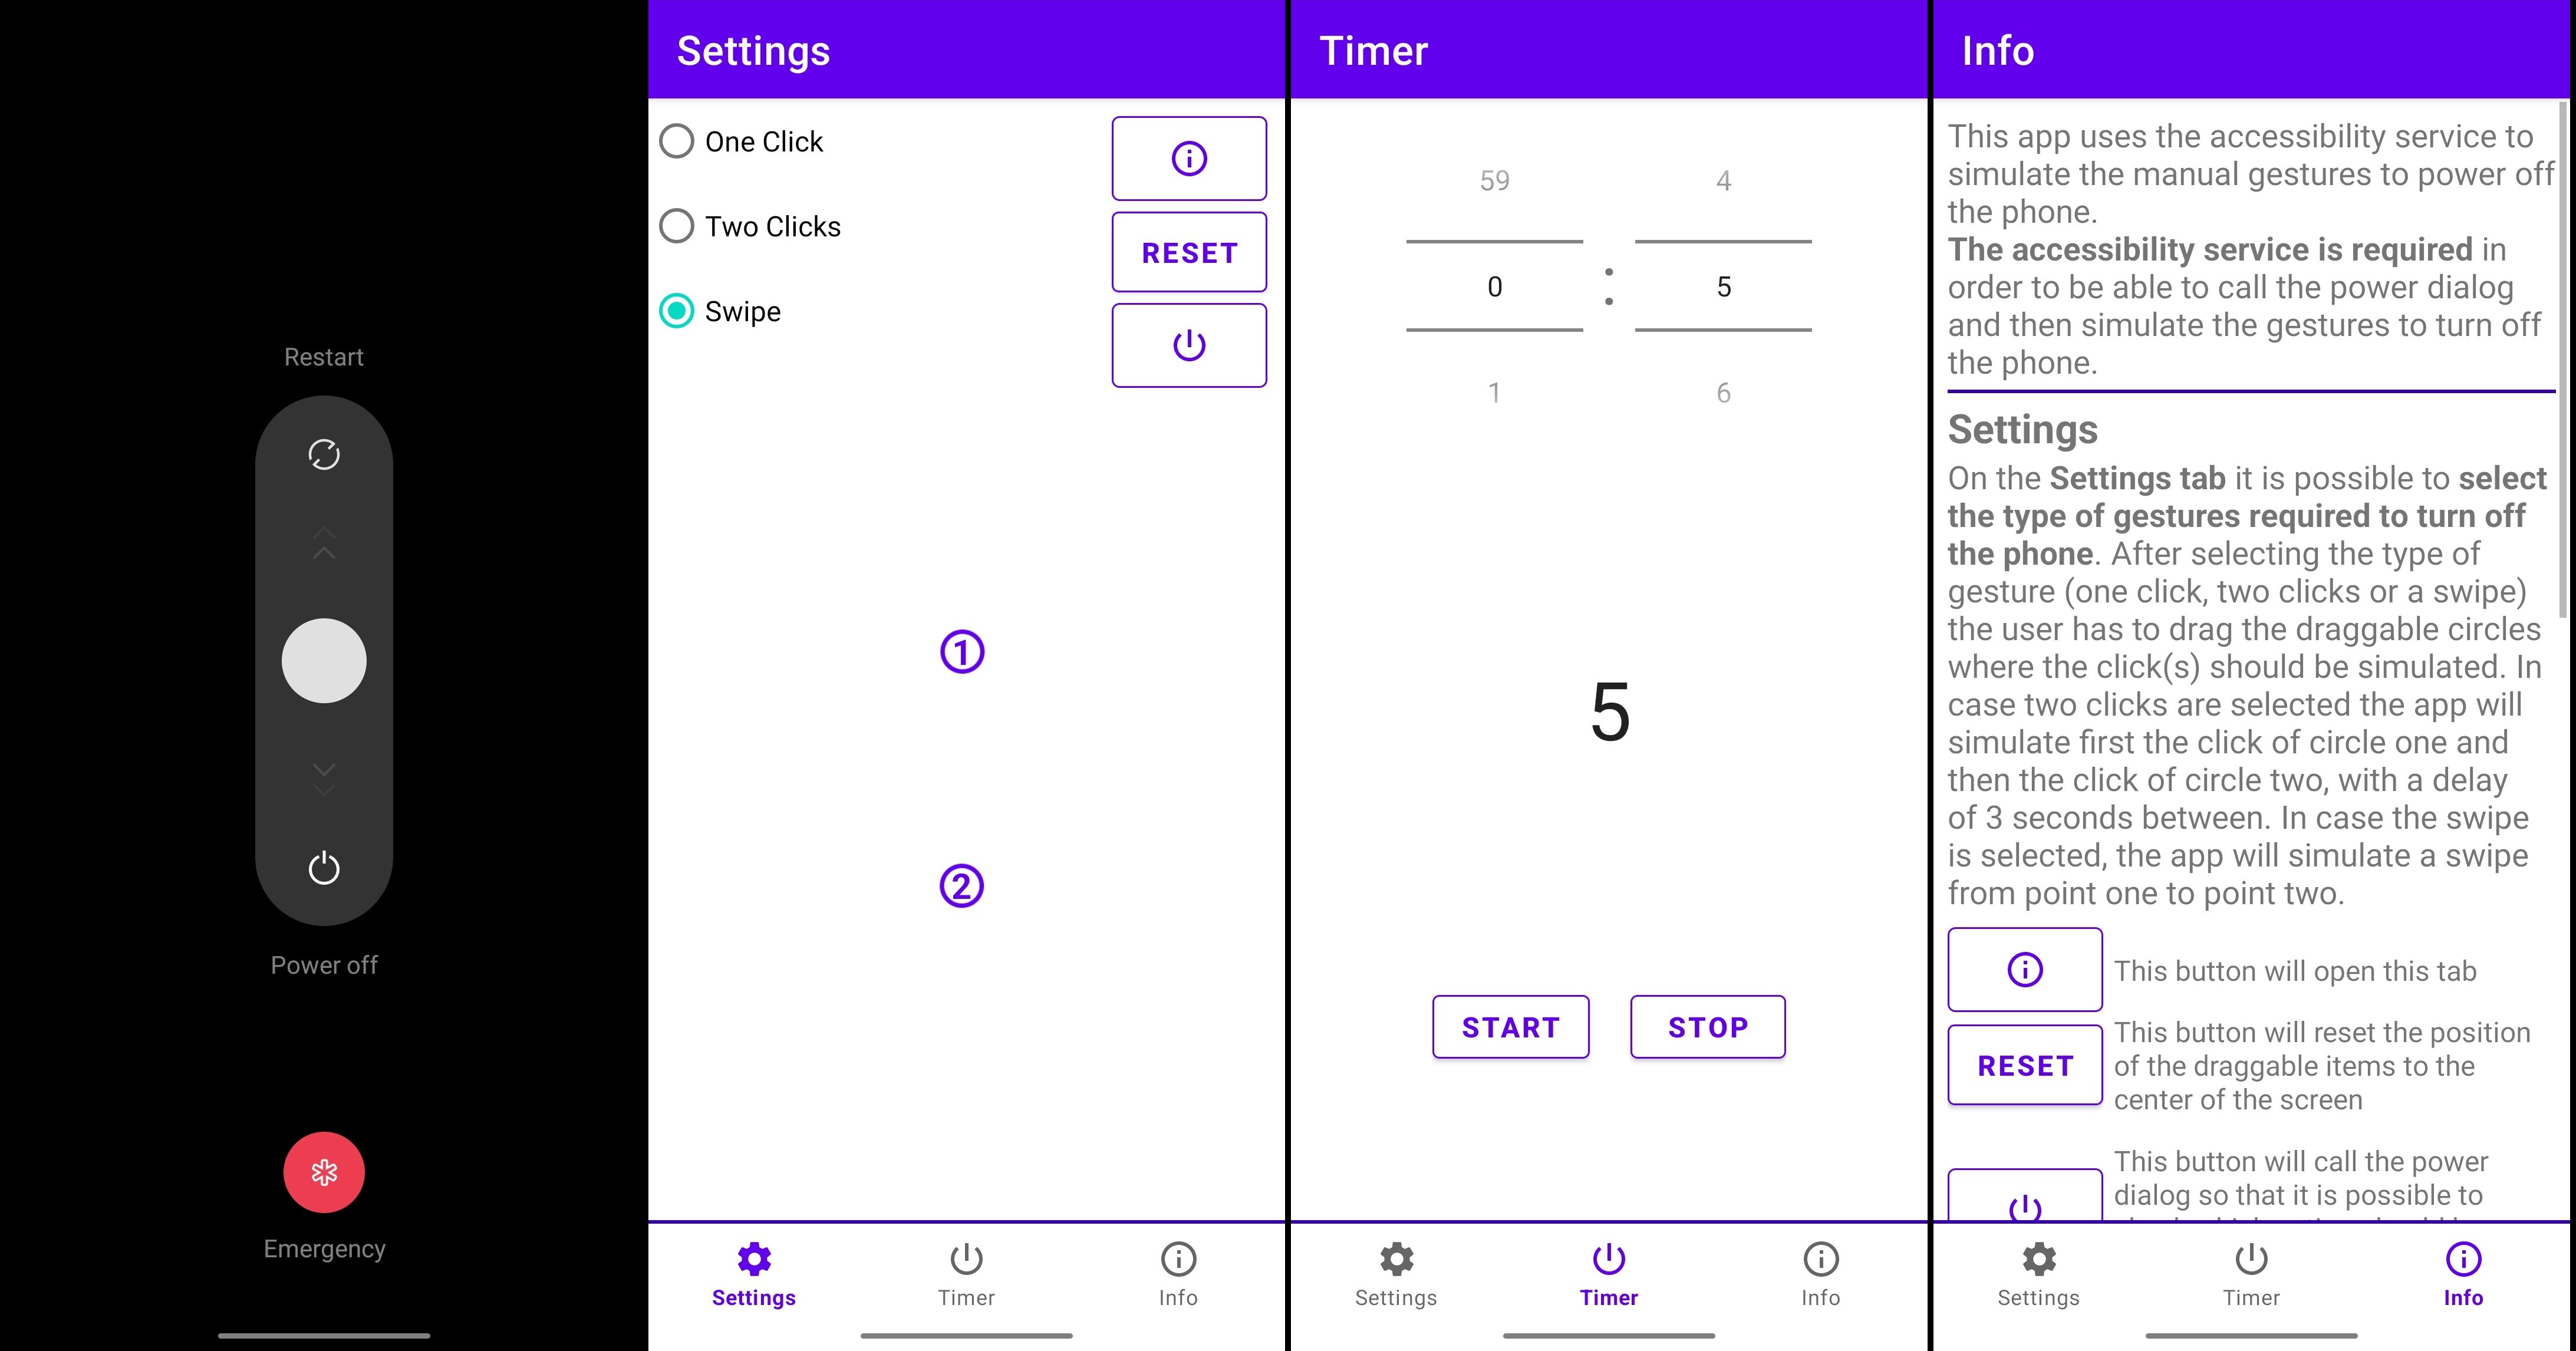 Restart
Power off
Emergency
Settings
One Click
Two Clicks
Swipe
RESET
1
2
Settings
Timer
Info
Timer
59
4
0
:
5
1
6
5
START
STOP
Settings
Timer
Info
Info
This app uses the accessibility service to
simulate the manual gestures to power off
the phone.
The accessibility service is required in
order to be able to call the power dialog
and then simulate the gestures to turn off
the phone.
Settings
On the Settings tab it is possible to select
the type of gestures required to turn off
the phone. After selecting the type of
gesture (one click, two clicks or a swipe)
the user has to drag the draggable circles
where the click(s) should be simulated. In
case two clicks are selected the app will
simulate first the click of circle one and
then the click of circle two, with a delay
of 3 seconds between. In case the swipe
is selected, the app will simulate a swipe
from point one to point two.
This button will open this tab
RESET
This button will reset the position
of the draggable items to the
center of the screen
This button will call the power
dialog so that it is possible to
Settings
Timer
Info